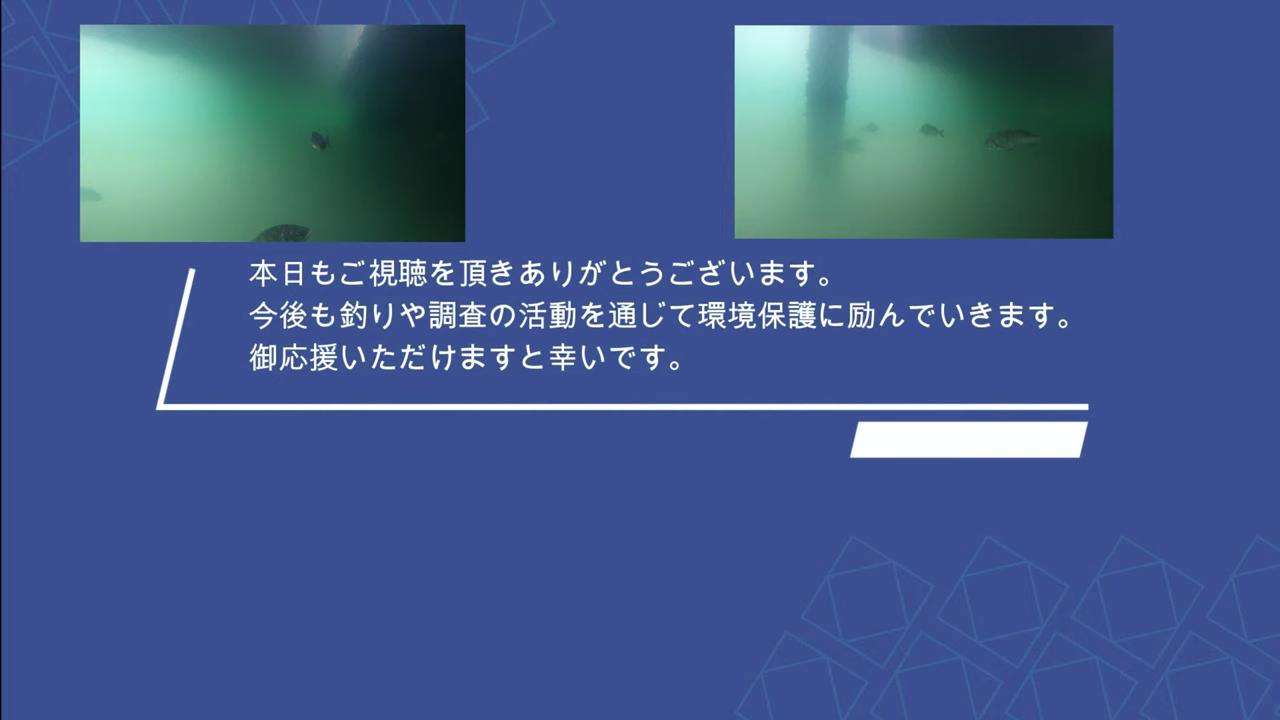 本日もご視聴を頂きありがとうございます。
今後も釣りや調査の活動を通じて環境保護に励んでいきます。
御応援いただけますと幸いです。